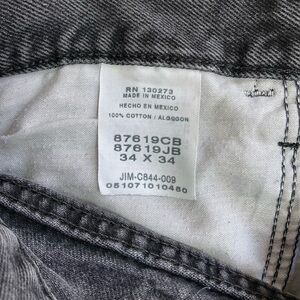 RN 130273
MADE IN MEXICO
HECHO EN MEXICO
100% COTTON / ALGODON
87619CB
87619JB
34 X 34
JIM-C844-009
051071010480